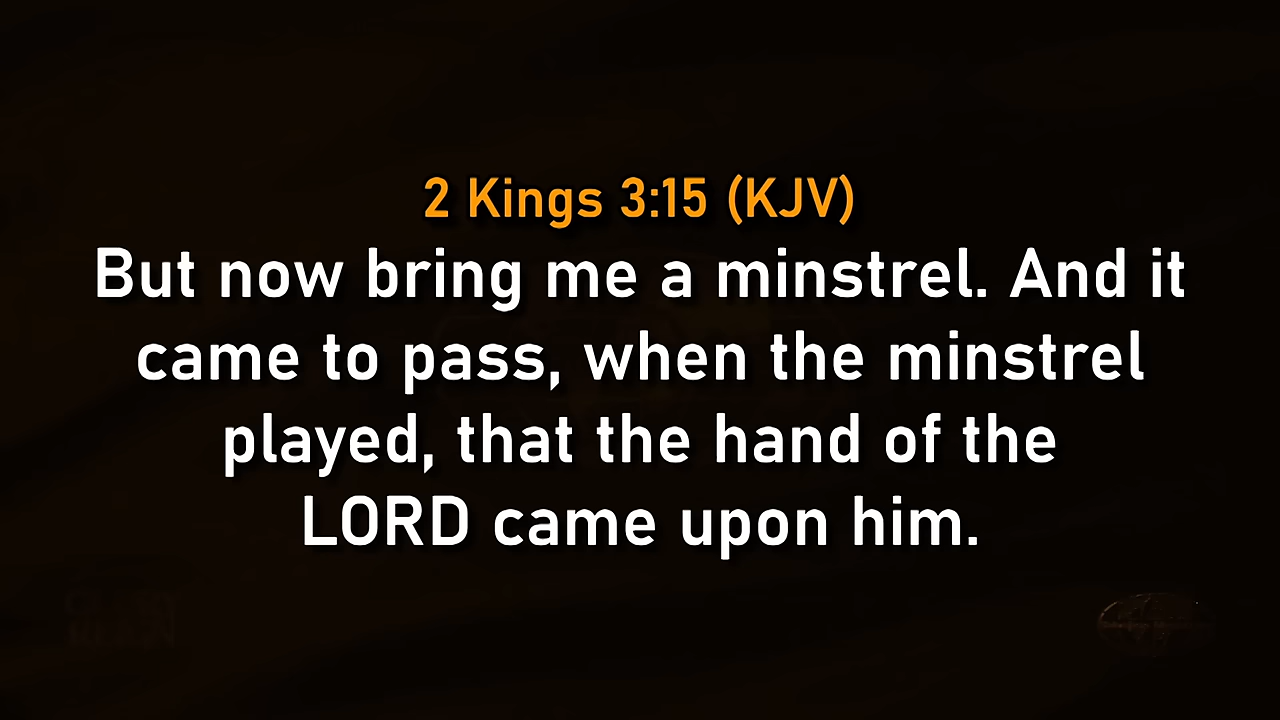 2 Kings 3:15 (KJV)
But now bring me a minstrel. And it
came to pass, when the minstrel
played, that the hand of the
LORD came upon him.